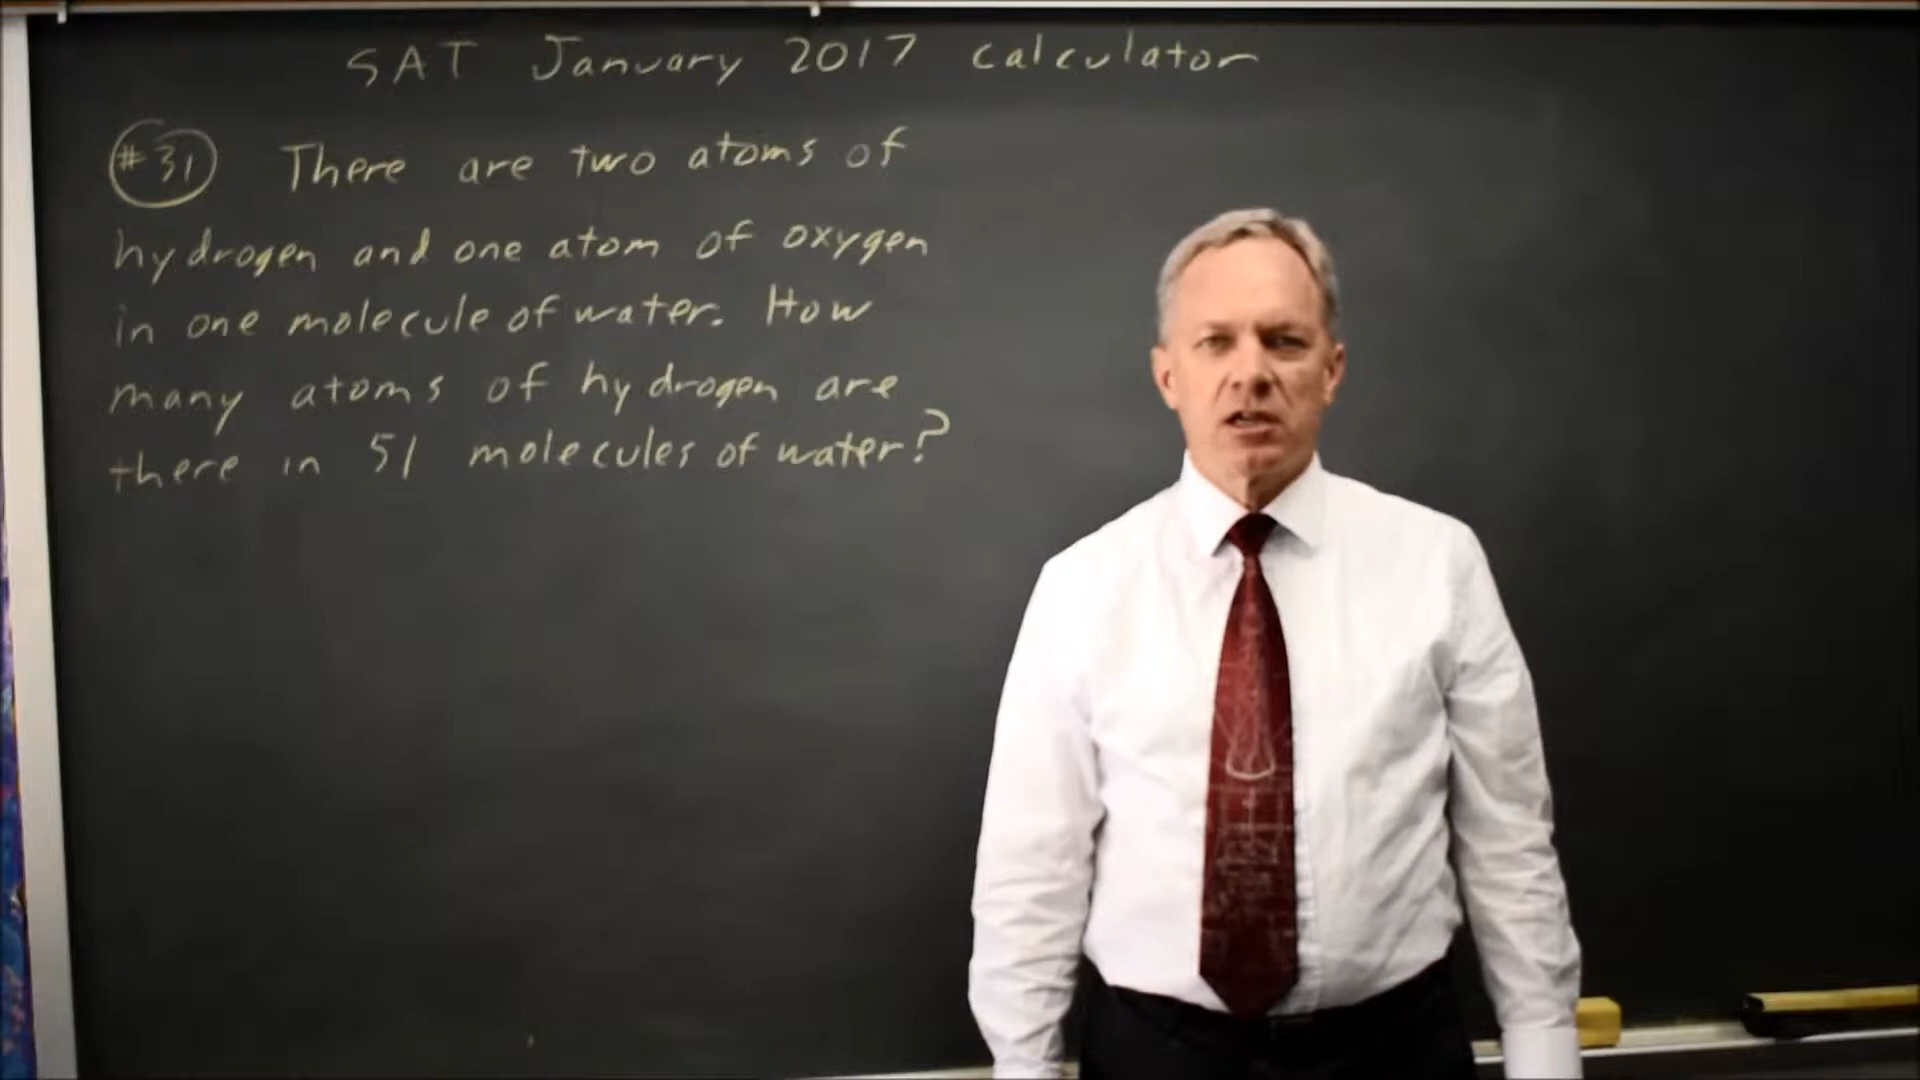 SAT January 2017 calculator
#31 There are two atoms of
hydrogen and one atom of oxygen
in one molecule of water. How
many atoms of hydrogen are
there in 51 molecules of water?